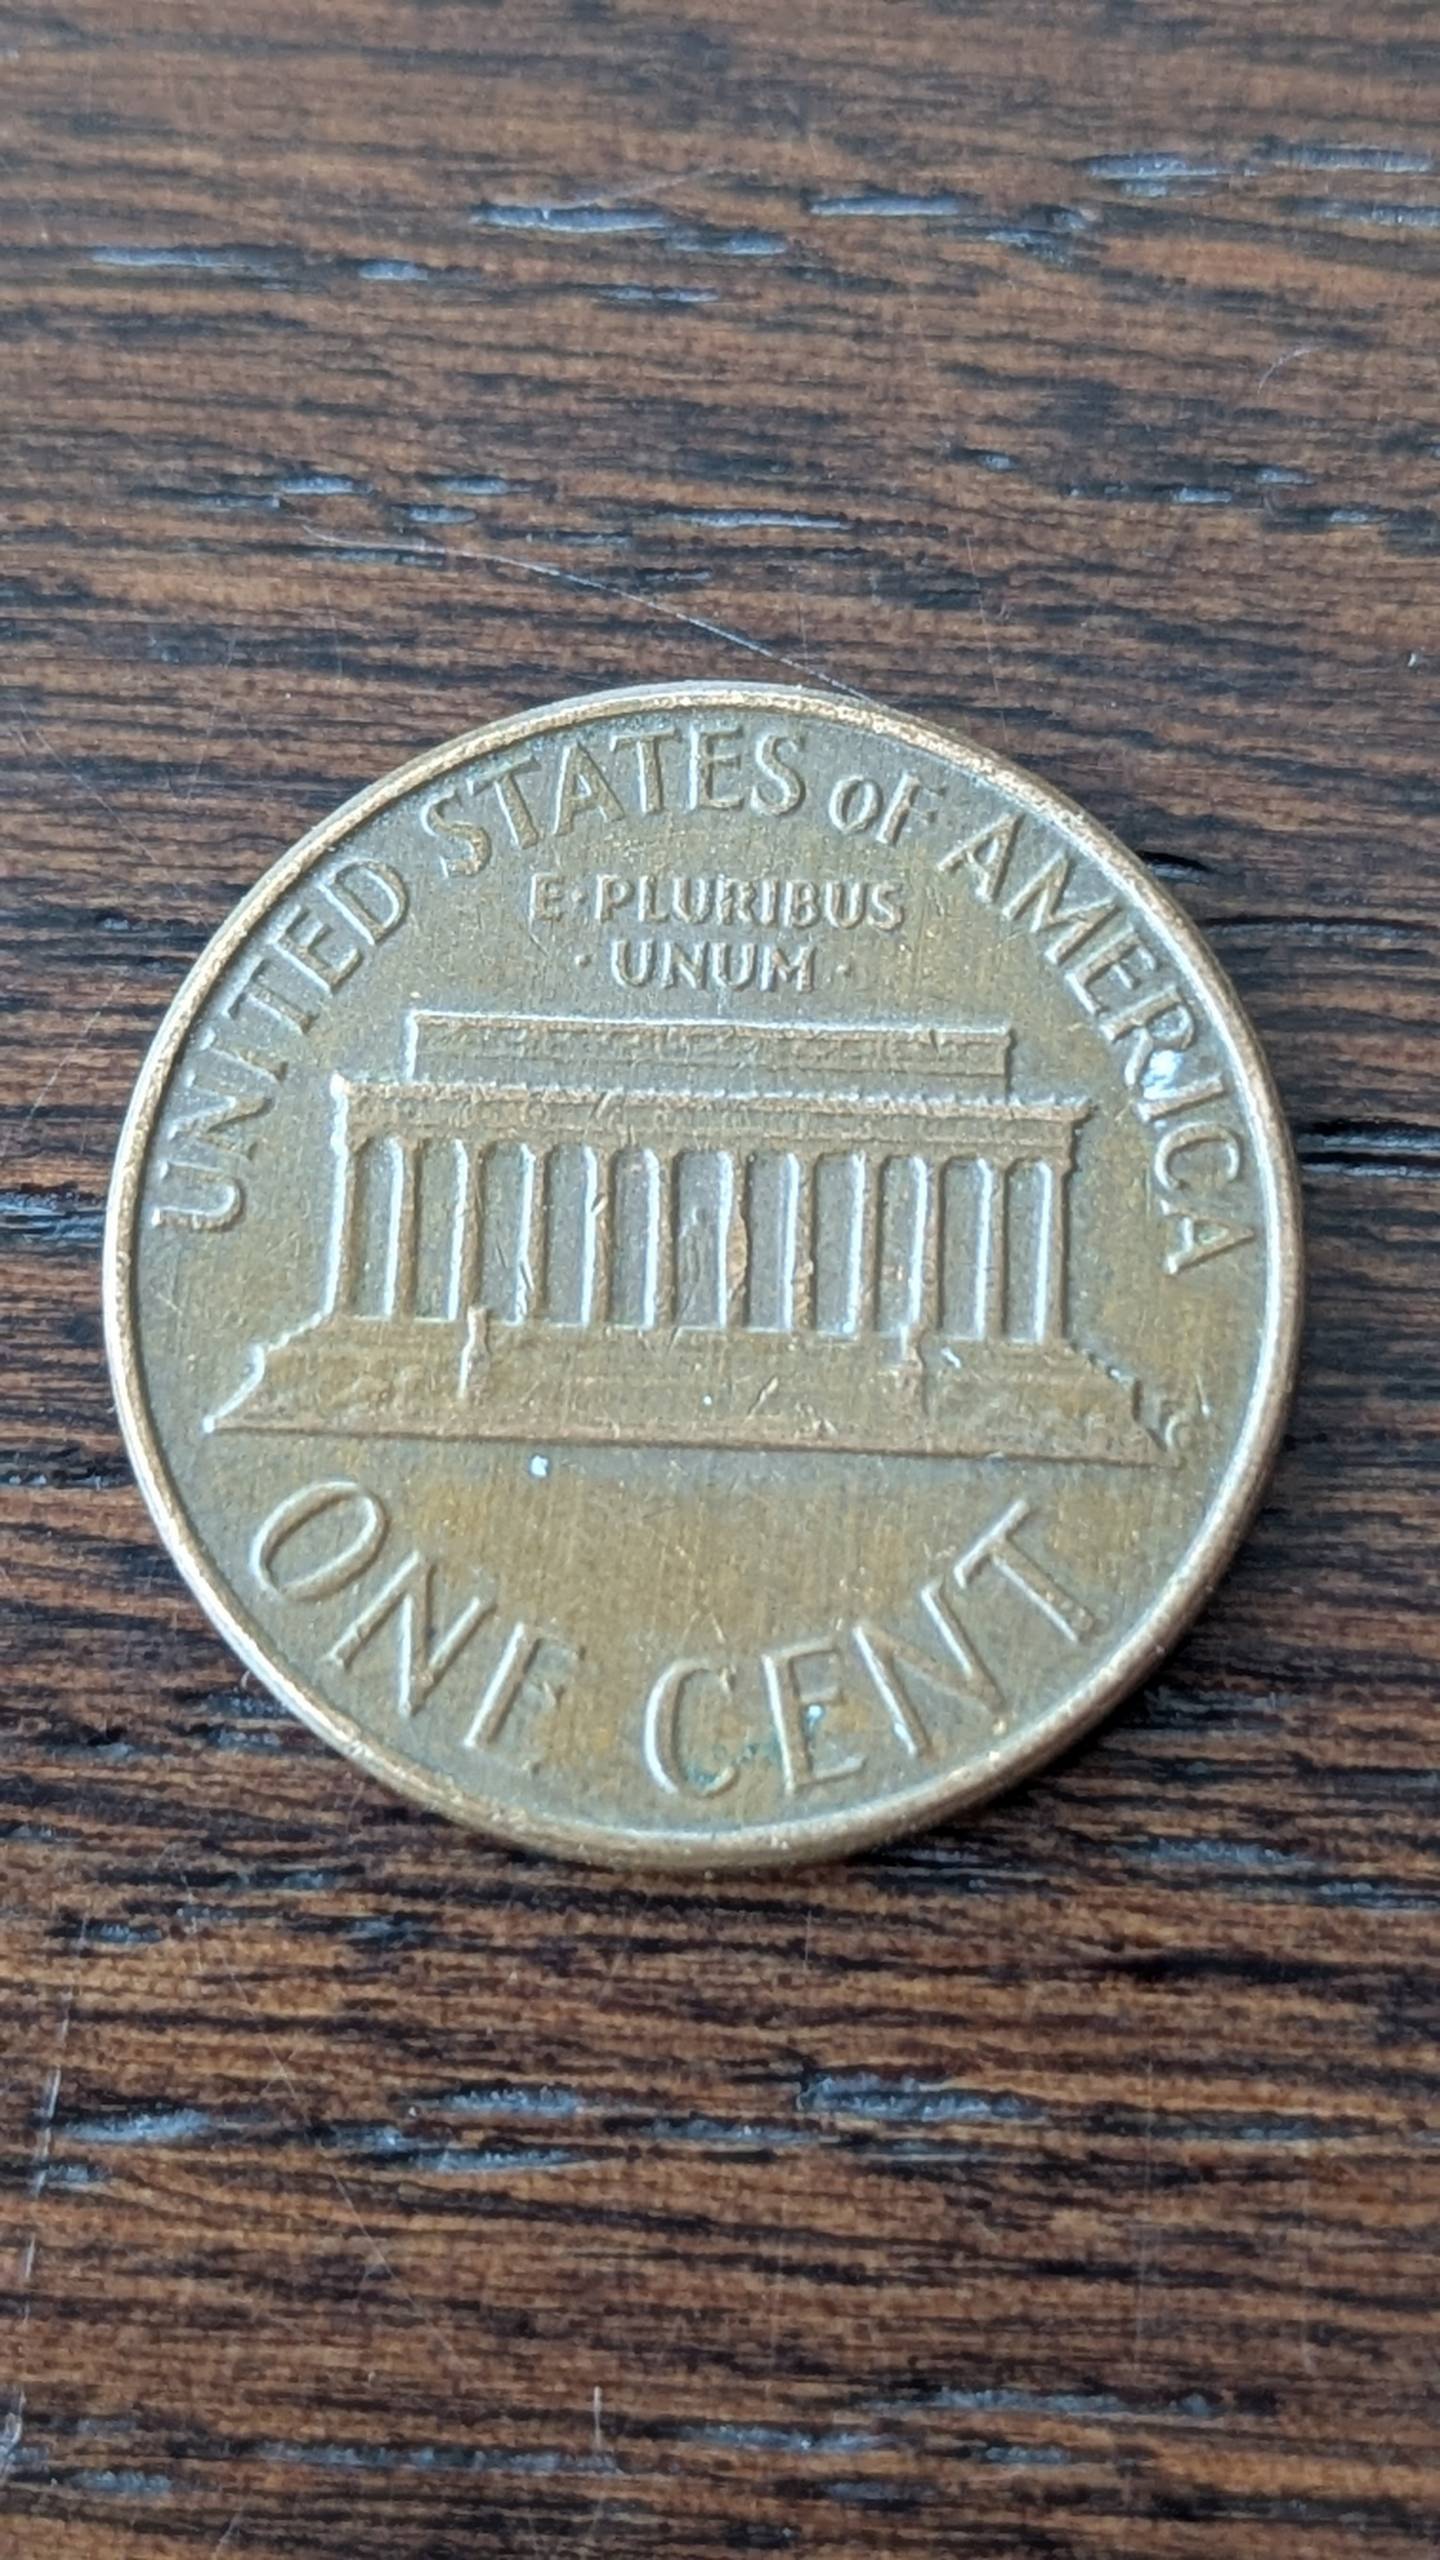 UNITED STATES oF AMERICA
E·PLURIBUS
·UNUM·
ONE CENT